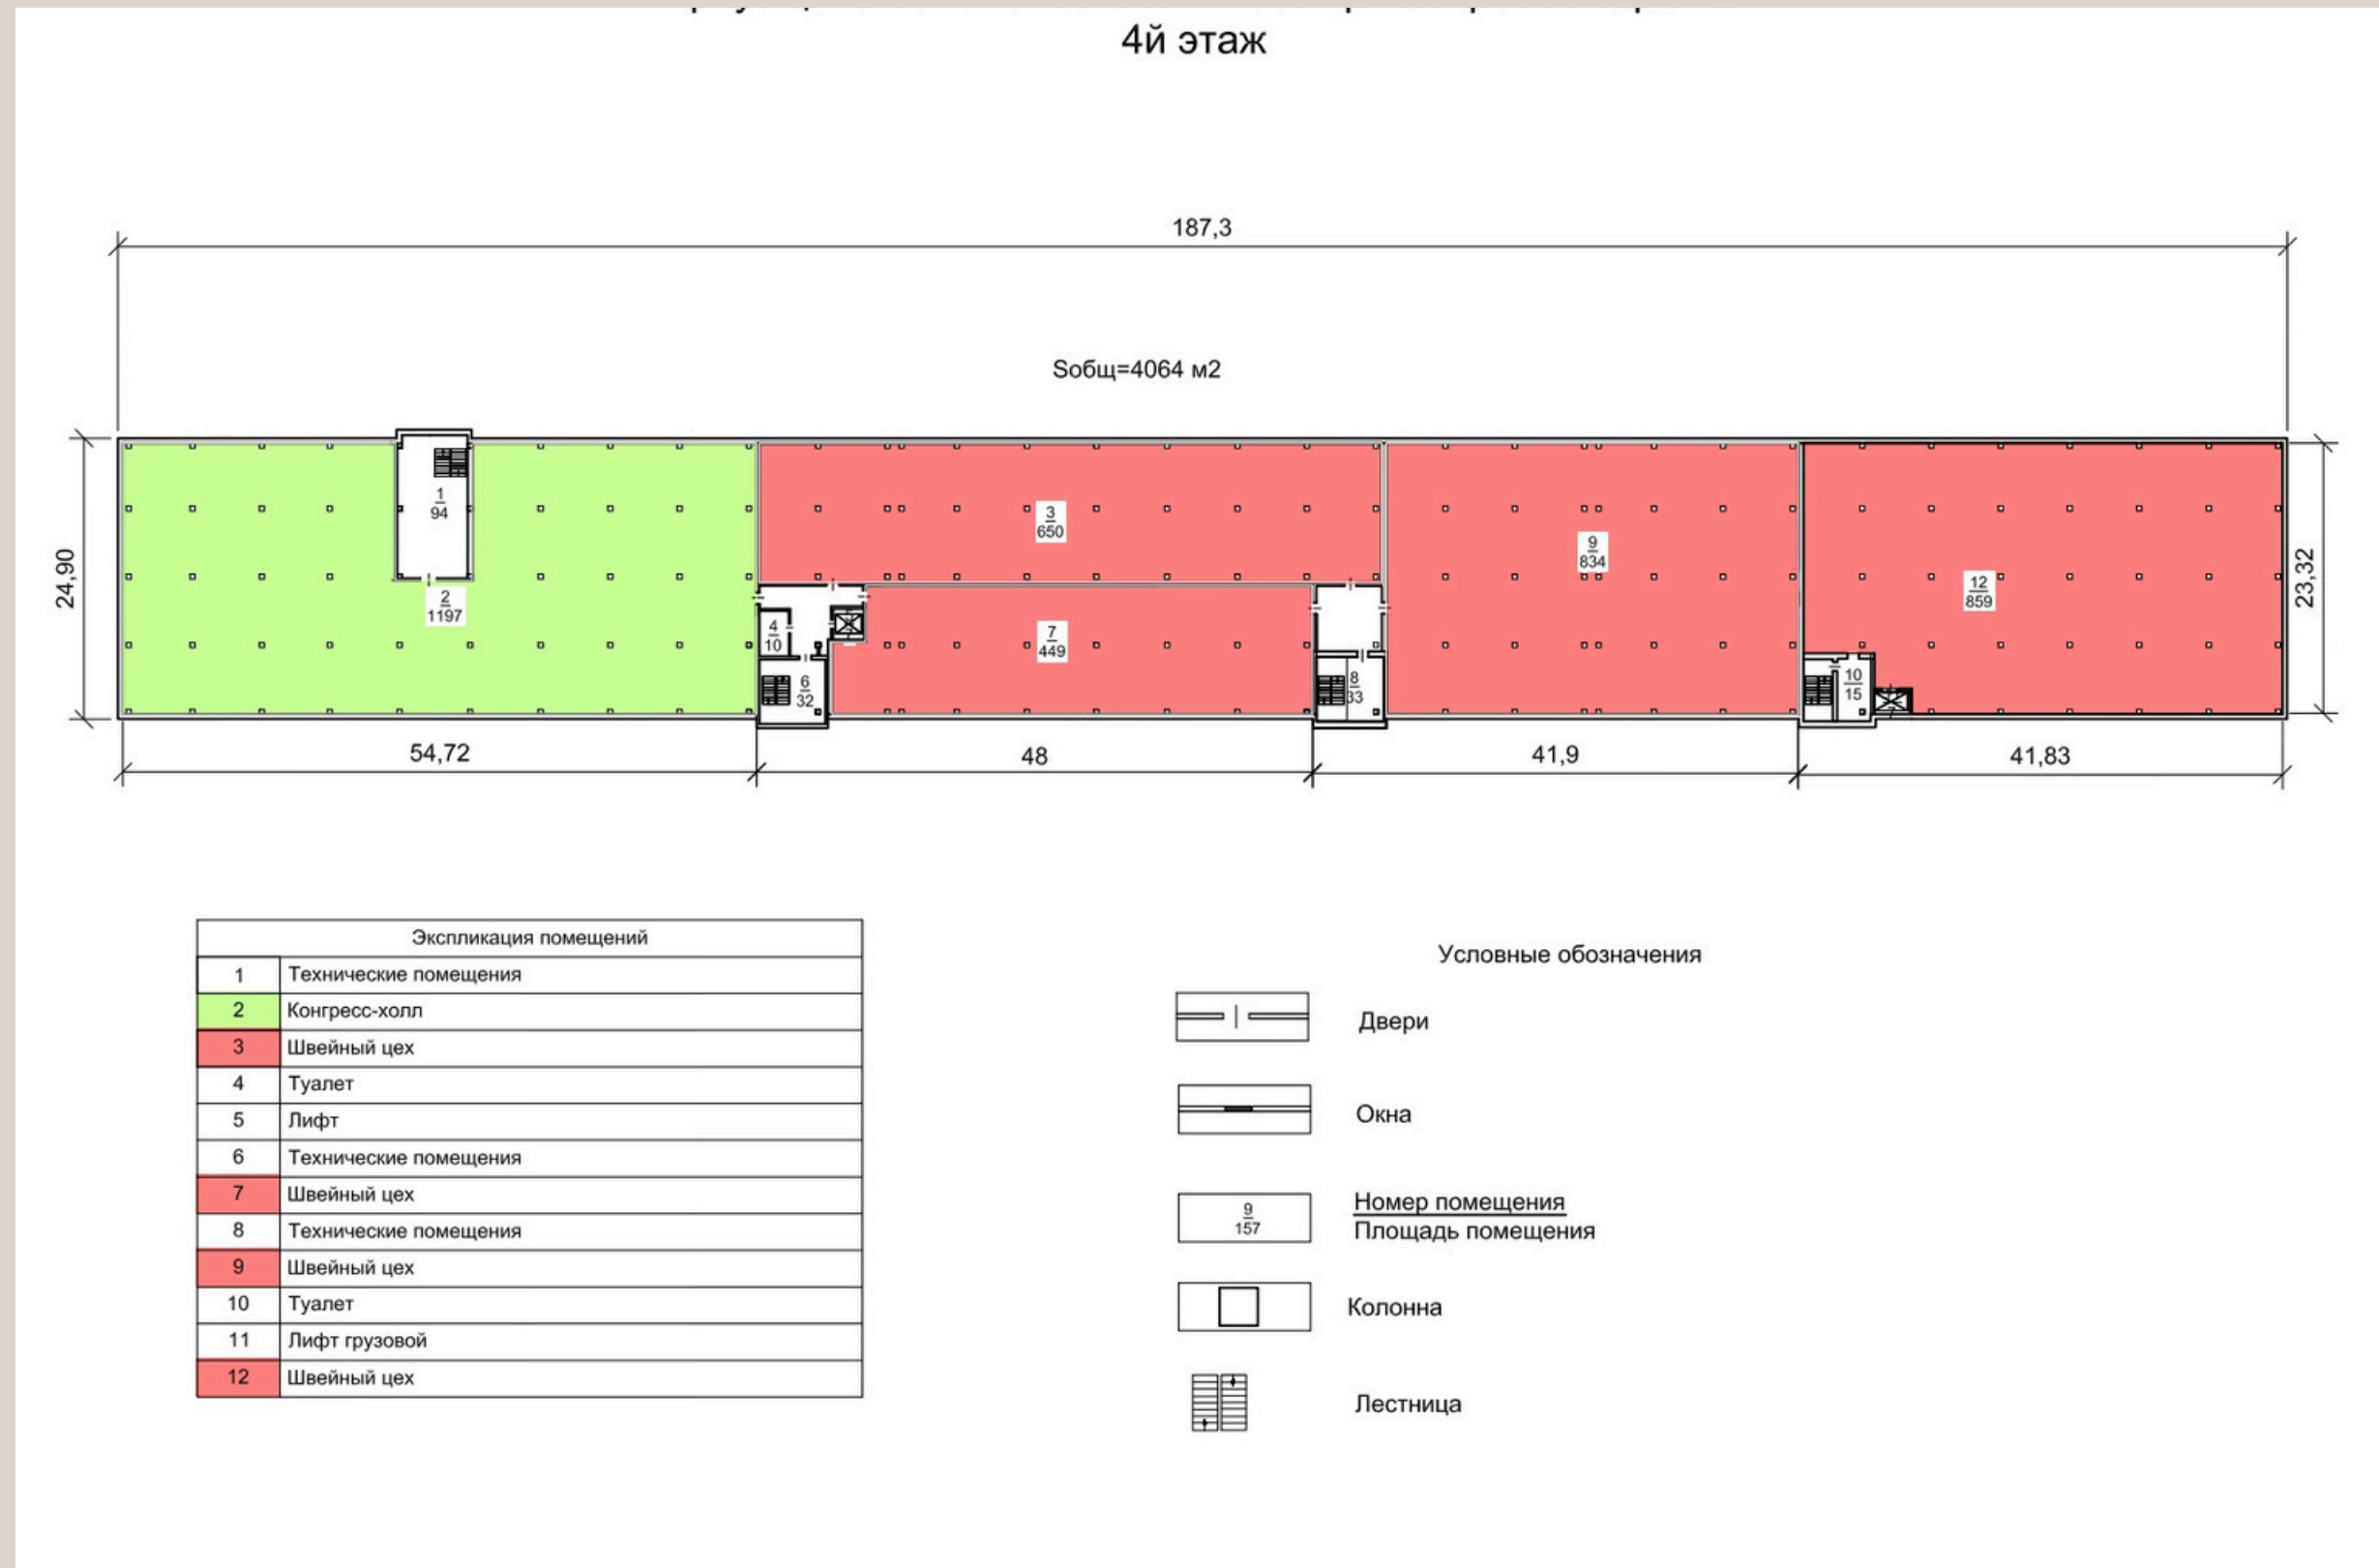 4й этаж
187,3
Sобщ=4064 м2
24,90
23,32
1
94
2
1197
3
650
4
10
6
32
7
449
8
33
9
834
10
15
12
859
54,72
48
41,9
41,83
Экспликация помещений
1 Технические помещения
2 Конгресс-холл
3 Швейный цех
4 Туалет
5 Лифт
6 Технические помещения
7 Швейный цех
8 Технические помещения
9 Швейный цех
10 Туалет
11 Лифт грузовой
12 Швейный цех
Условные обозначения
Двери
Окна
9
157
Номер помещения
Площадь помещения
Колонна
Лестница